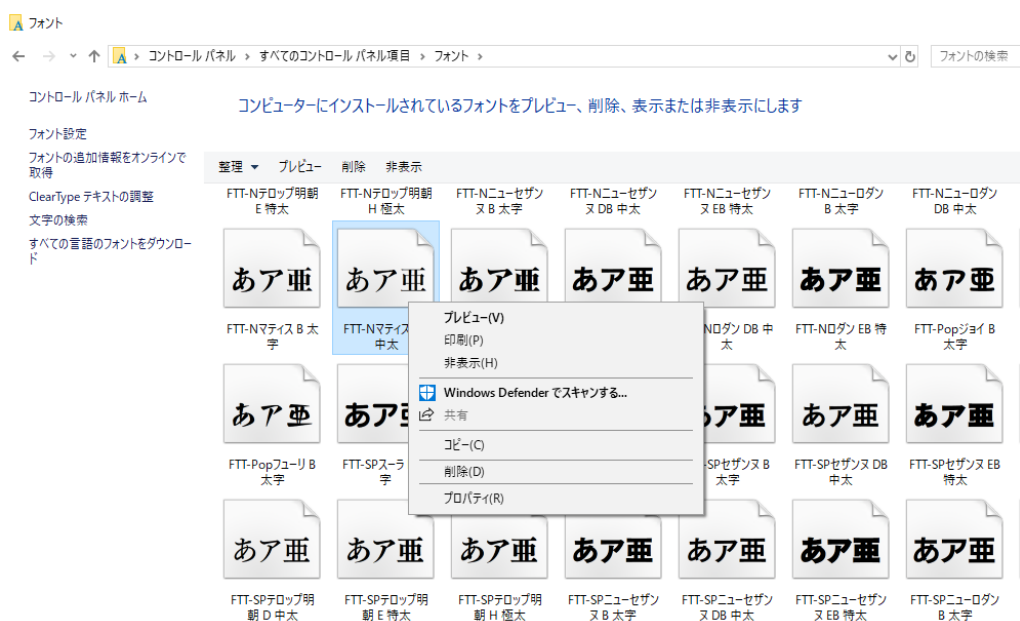 フォント
コントロール パネル › すべてのコントロール パネル項目 › フォント ›
フォントの検索
コントロール パネル ホーム
フォント設定
フォントの追加情報をオンラインで
取得
ClearType テキストの調整
文字の検索
すべての言語のフォントをダウンロー
ド
コンピューターにインストールされているフォントをプレビュー、削除、表示または非表示にします
整理 プレビュー 削除 非表示
FTT-Nテロップ明朝
E 特太
FTT-Nテロップ明朝
H 極太
FTT-Nニューセザン
ヌ B 太字
FTT-Nニューセザン
ヌ DB 中太
FTT-Nニューセザン
ヌ EB 特太
FTT-Nニューロダン
B 太字
FTT-Nニューロダン
DB 中太
あア亜
あア亜
あア亜
あア亜
あア亜
あア亜
あア亜
FTT-Nマティス B 太
字
FTT-Nマティス
中太
Nロダン DB 中
太
FTT-Nロダン EB 特
太
FTT-Popジョイ B
太字
プレビュー(V)
印刷(P)
非表示(H)
Windows Defender でスキャンする...
共有
コピー(C)
削除(D)
プロパティ(R)
あア亜
あア
ア亜
あア亜
あア亜
FTT-Popフューリ B
太字
FTT-SPスーラ
字
SPセザンヌ B
太字
FTT-SPセザンヌ DB
中太
FTT-SPセザンヌ EB
特太
あア亜
あア亜
あア亜
あア亜
あア亜
あア亜
あア亜
FTT-SPテロップ明
朝 D 中太
FTT-SPテロップ明
朝 E 特太
FTT-SPテロップ明
朝 H 極太
FTT-SPニューセザン
ヌ B 太字
FTT-SPニューセザン
ヌ DB 中太
FTT-SPニューセザン
ヌ EB 特太
FTT-SPニューロダン
B 太字